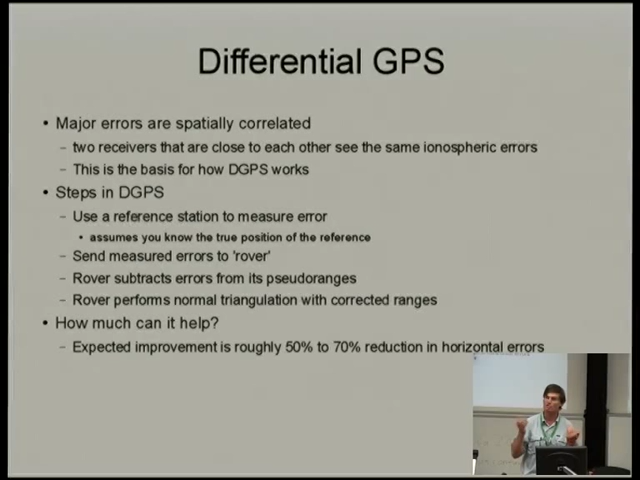 Differential GPS
• Major errors are spatially correlated
– two receivers that are close to each other see the same ionospheric errors
– This is the basis for how DGPS works
• Steps in DGPS
– Use a reference station to measure error
• assumes you know the true position of the reference
– Send measured errors to 'rover'
– Rover subtracts errors from its pseudoranges
– Rover performs normal triangulation with corrected ranges
• How much can it help?
– Expected improvement is roughly 50% to 70% reduction in horizontal errors